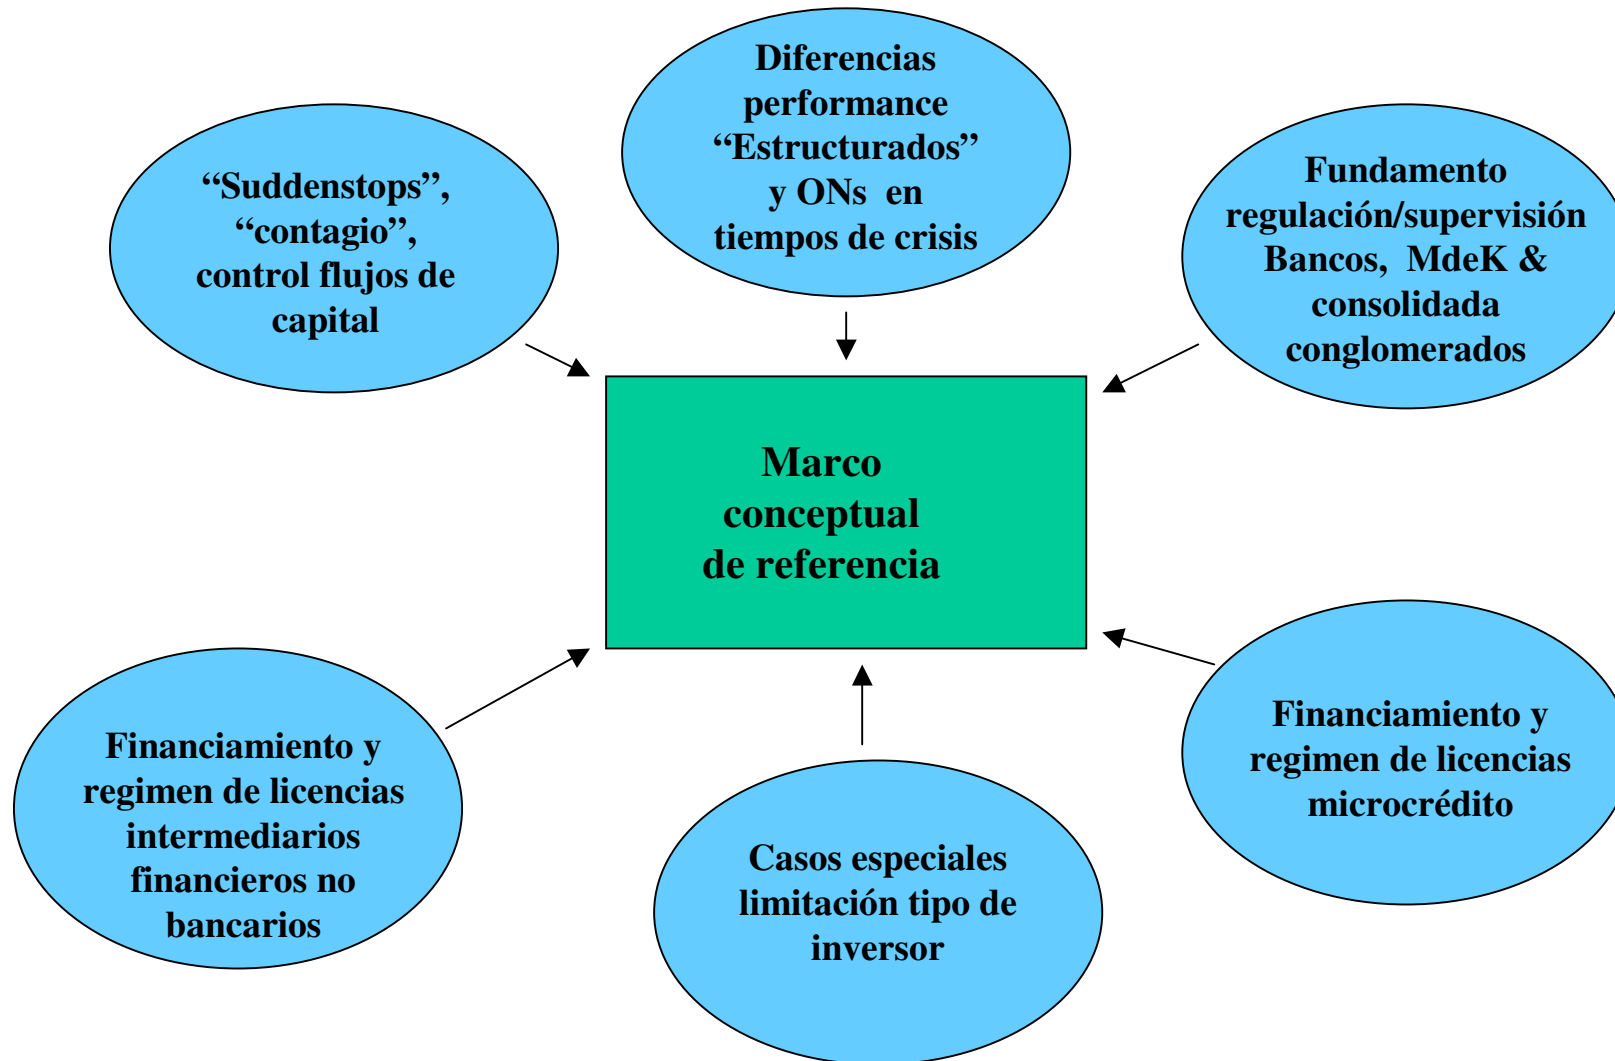 Diferencias
performance
“Estructurados”
y ONs en
tiempos de crisis
“Suddenstops”,
“contagio”,
control flujos de
capital
Fundamento
regulación/supervisión
Bancos, MdeK &
consolidada
conglomerados
Marco
conceptual
de referencia
Financiamiento y
regimen de licencias
intermediarios
financieros no
bancarios
Casos especiales
limitación tipo de
inversor
Financiamiento y
regimen de licencias
microcrédito